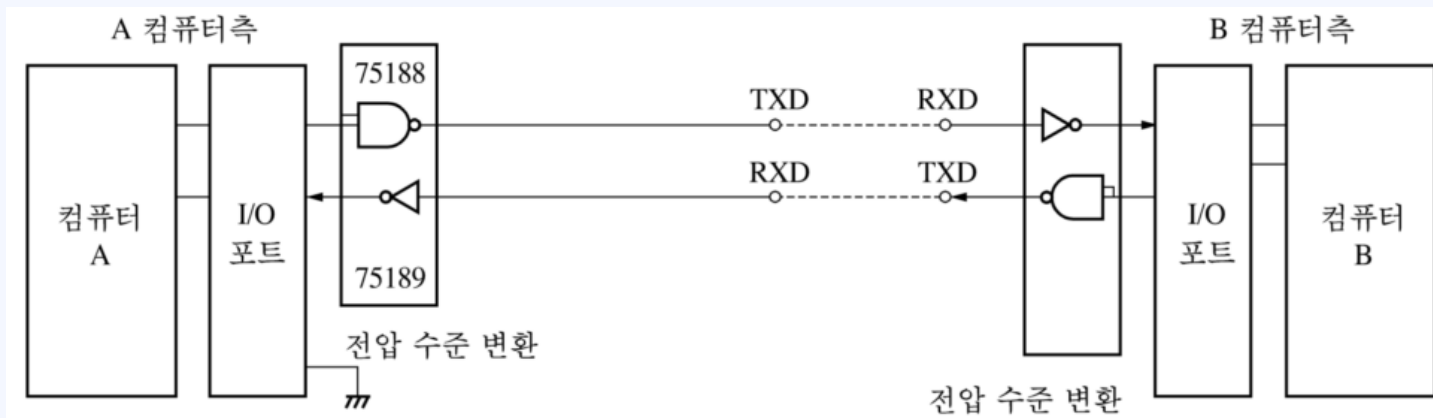 A 컴퓨터측
B 컴퓨터측
75188
TXD
RXD
RXD
TXD
컴퓨터
A
I/O
포트
75189
I/O
포트
컴퓨터
B
전압 수준 변환
전압 수준 변환